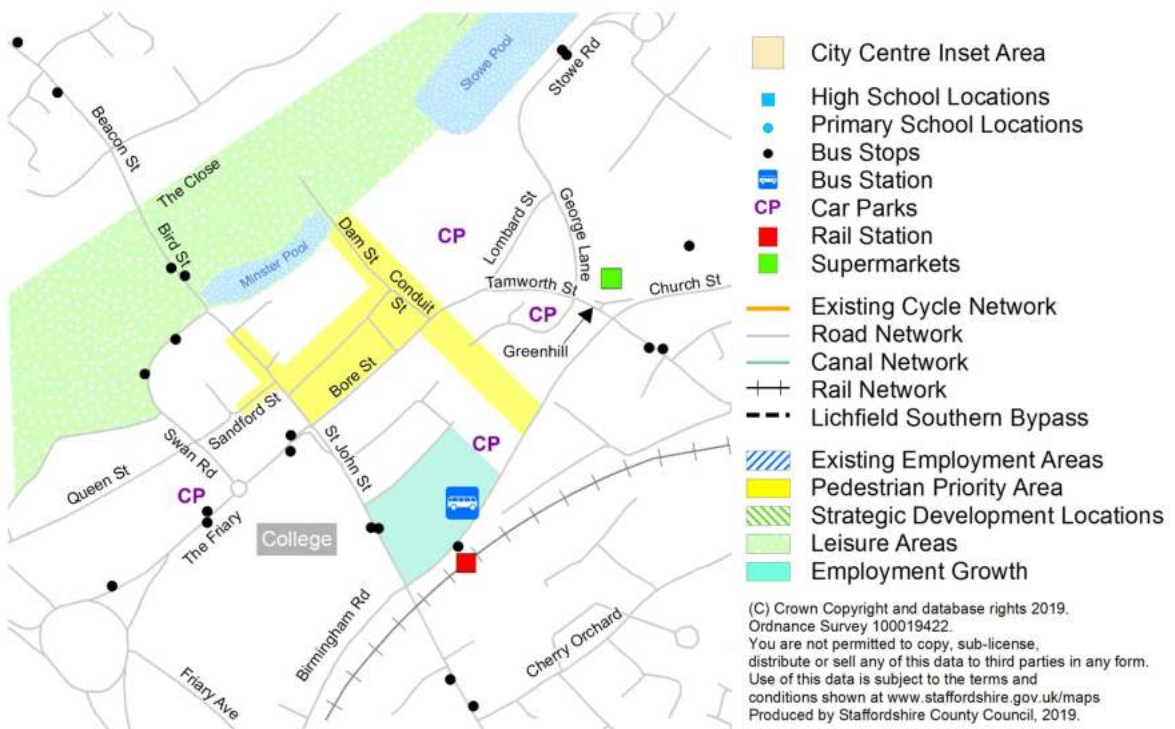 Stowe Pool
Stowe Rd
Beacon St
The Close
Bird St
Minster Pool
Dam St
Conduit
St
CP
Lombard St
George Lane
Tamworth St
Church St
CP
Greenhill
Bore St
Sandford St
Swan Rd
Queen St
CP
The Friary
St John St
CP
College
Birmingham Rd
Cherry Orchard
Friary Ave
City Centre Inset Area
High School Locations
Primary School Locations
Bus Stops
Bus Station
CP Car Parks
Rail Station
Supermarkets
Existing Cycle Network
Road Network
Canal Network
Rail Network
Lichfield Southern Bypass
Existing Employment Areas
Pedestrian Priority Area
Strategic Development Locations
Leisure Areas
Employment Growth
(C) Crown Copyright and database rights 2019.
Ordnance Survey 100019422.
You are not permitted to copy, sub-license,
distribute or sell any of this data to third parties in any form.
Use of this data is subject to the terms and
conditions shown at www.staffordshire.gov.uk/maps
Produced by Staffordshire County Council, 2019.